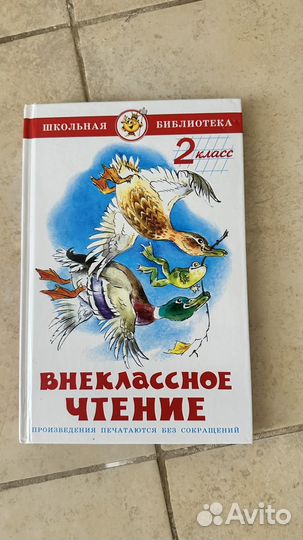 ШКОЛЬНАЯ БИБЛИОТЕКА
2 класс
ВНЕКЛАССНОЕ
ЧТЕНИЕ
ПРОИЗВЕДЕНИЯ ПЕЧАТАЮТСЯ БЕЗ СОКРАЩЕНИЙ
Avito